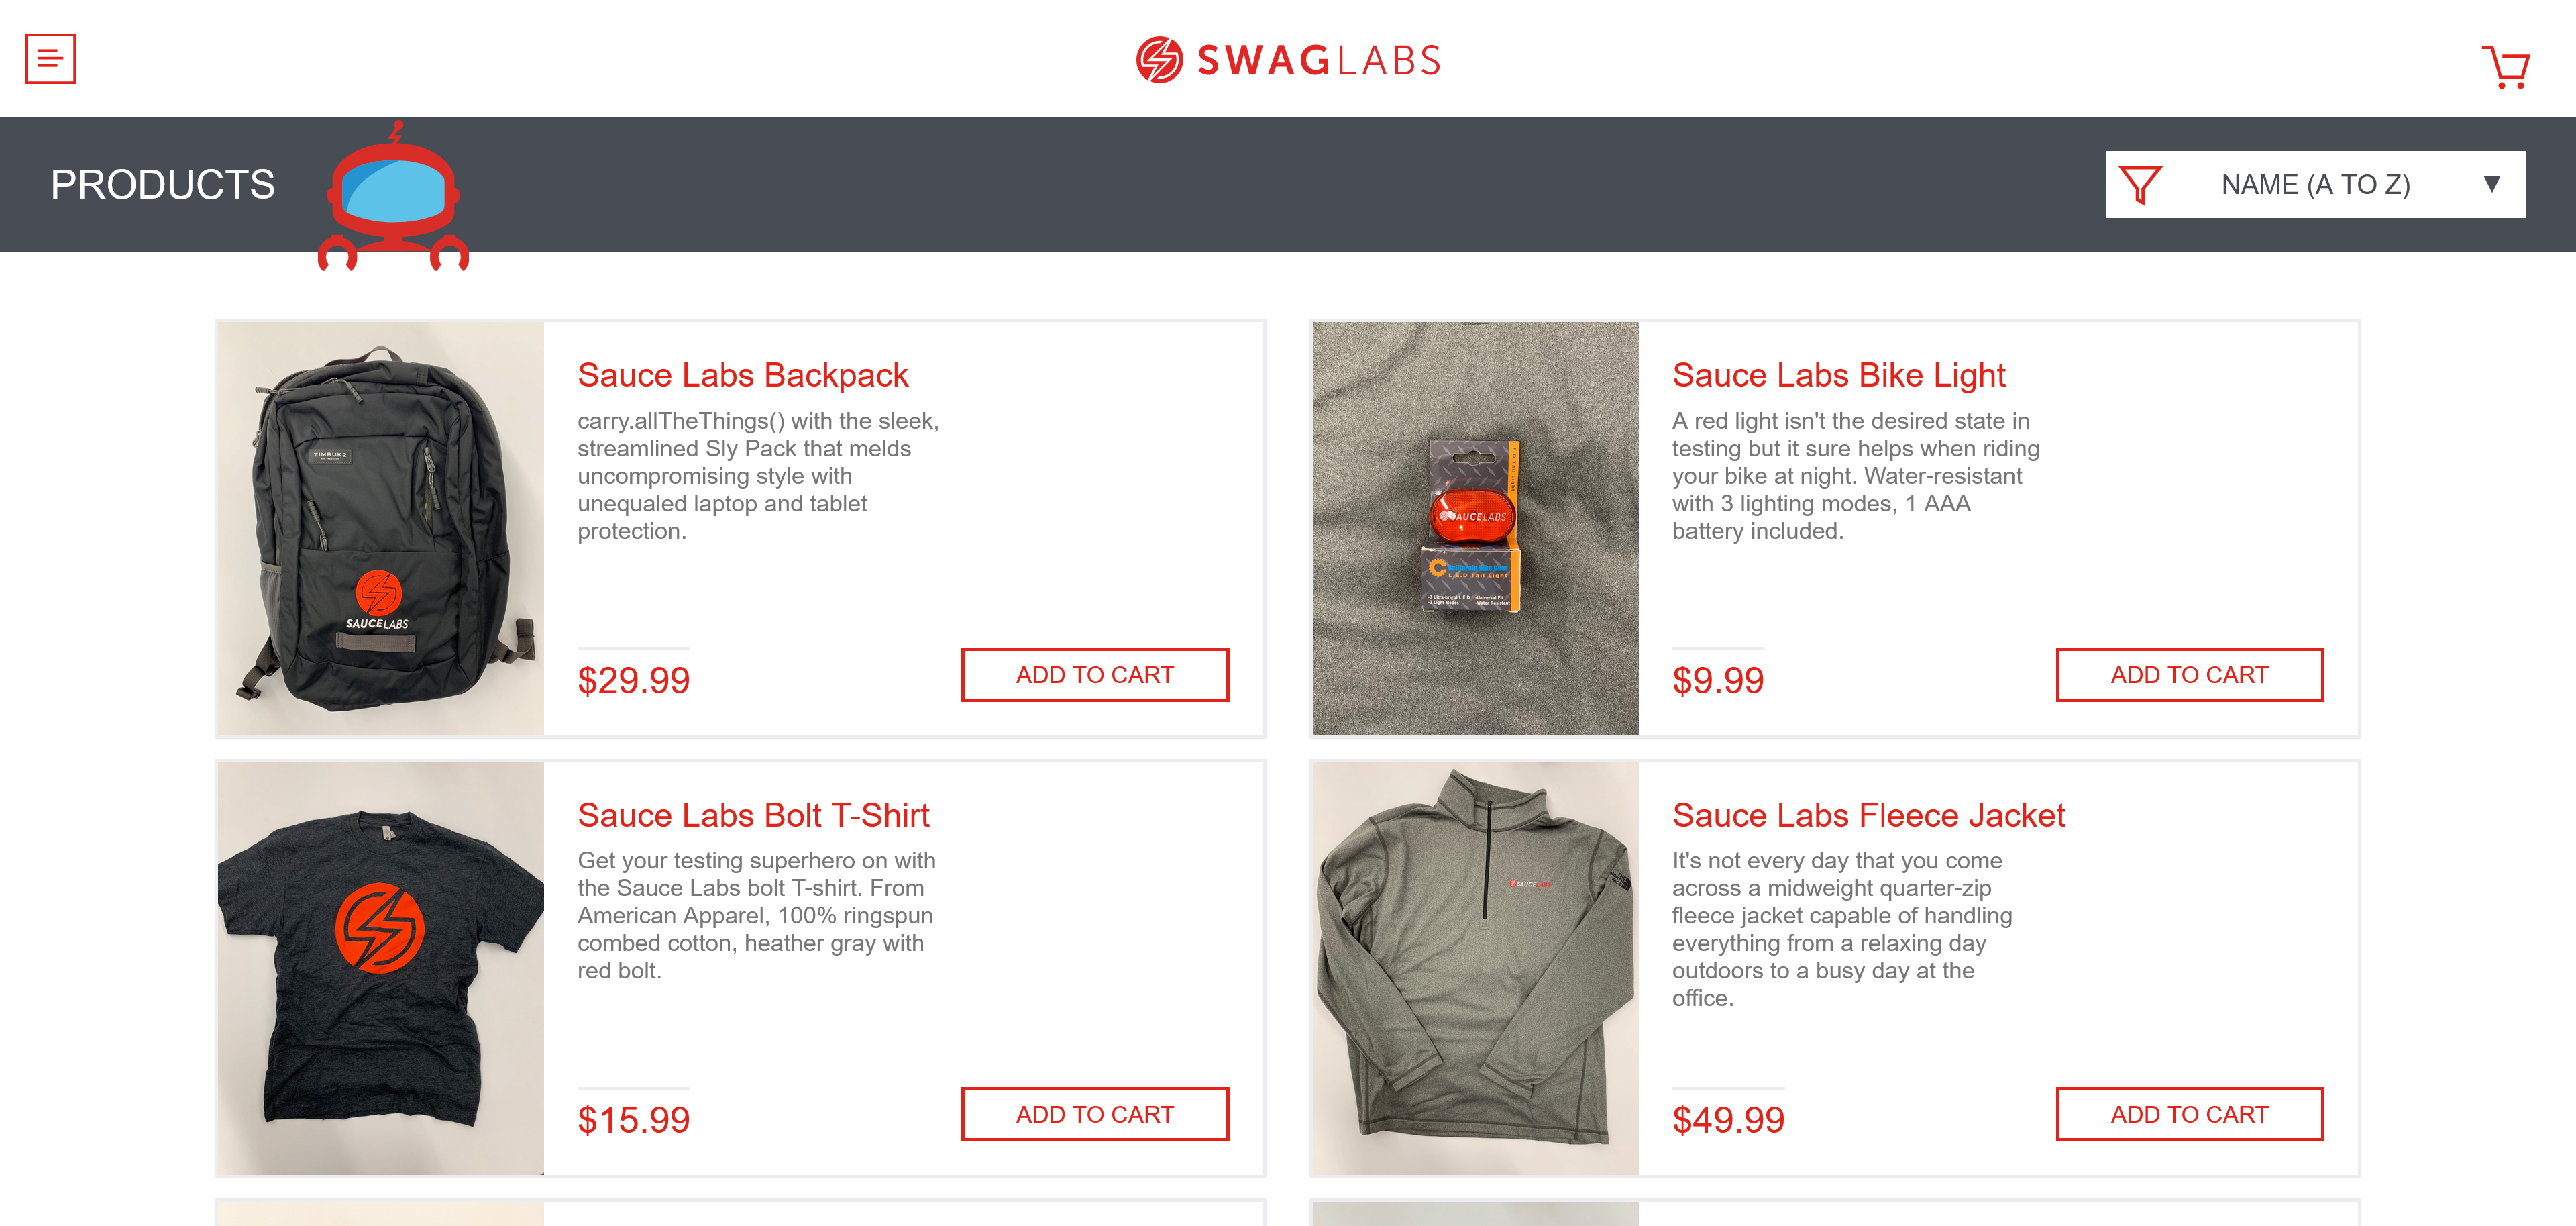 SWAGLABS
PRODUCTS
NAME (A TO Z) ▼
Sauce Labs Backpack
carry.allTheThings() with the sleek,
streamlined Sly Pack that melds
uncompromising style with
unequaled laptop and tablet
protection.
$29.99
ADD TO CART
TIMBUK2
SAUCELABS
Sauce Labs Bike Light
A red light isn't the desired state in
testing but it sure helps when riding
your bike at night. Water-resistant
with 3 lighting modes, 1 AAA
battery included.
$9.99
ADD TO CART
SAUCELABS
California Bike Gear
L.E.D Tail Light
Sauce Labs Bolt T-Shirt
Get your testing superhero on with
the Sauce Labs bolt T-shirt. From
American Apparel, 100% ringspun
combed cotton, heather gray with
red bolt.
$15.99
ADD TO CART
Sauce Labs Fleece Jacket
It's not every day that you come
across a midweight quarter-zip
fleece jacket capable of handling
everything from a relaxing day
outdoors to a busy day at the
office.
$49.99
ADD TO CART
SAUCELABS